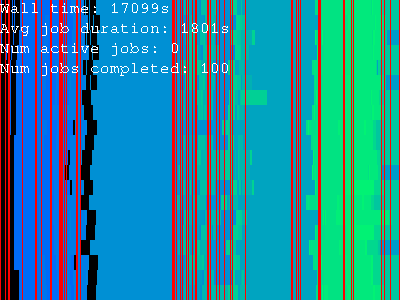 Wall time: 17099s
Avg job duration: 1801s
Num active jobs: 0
Num jobs completed: 100